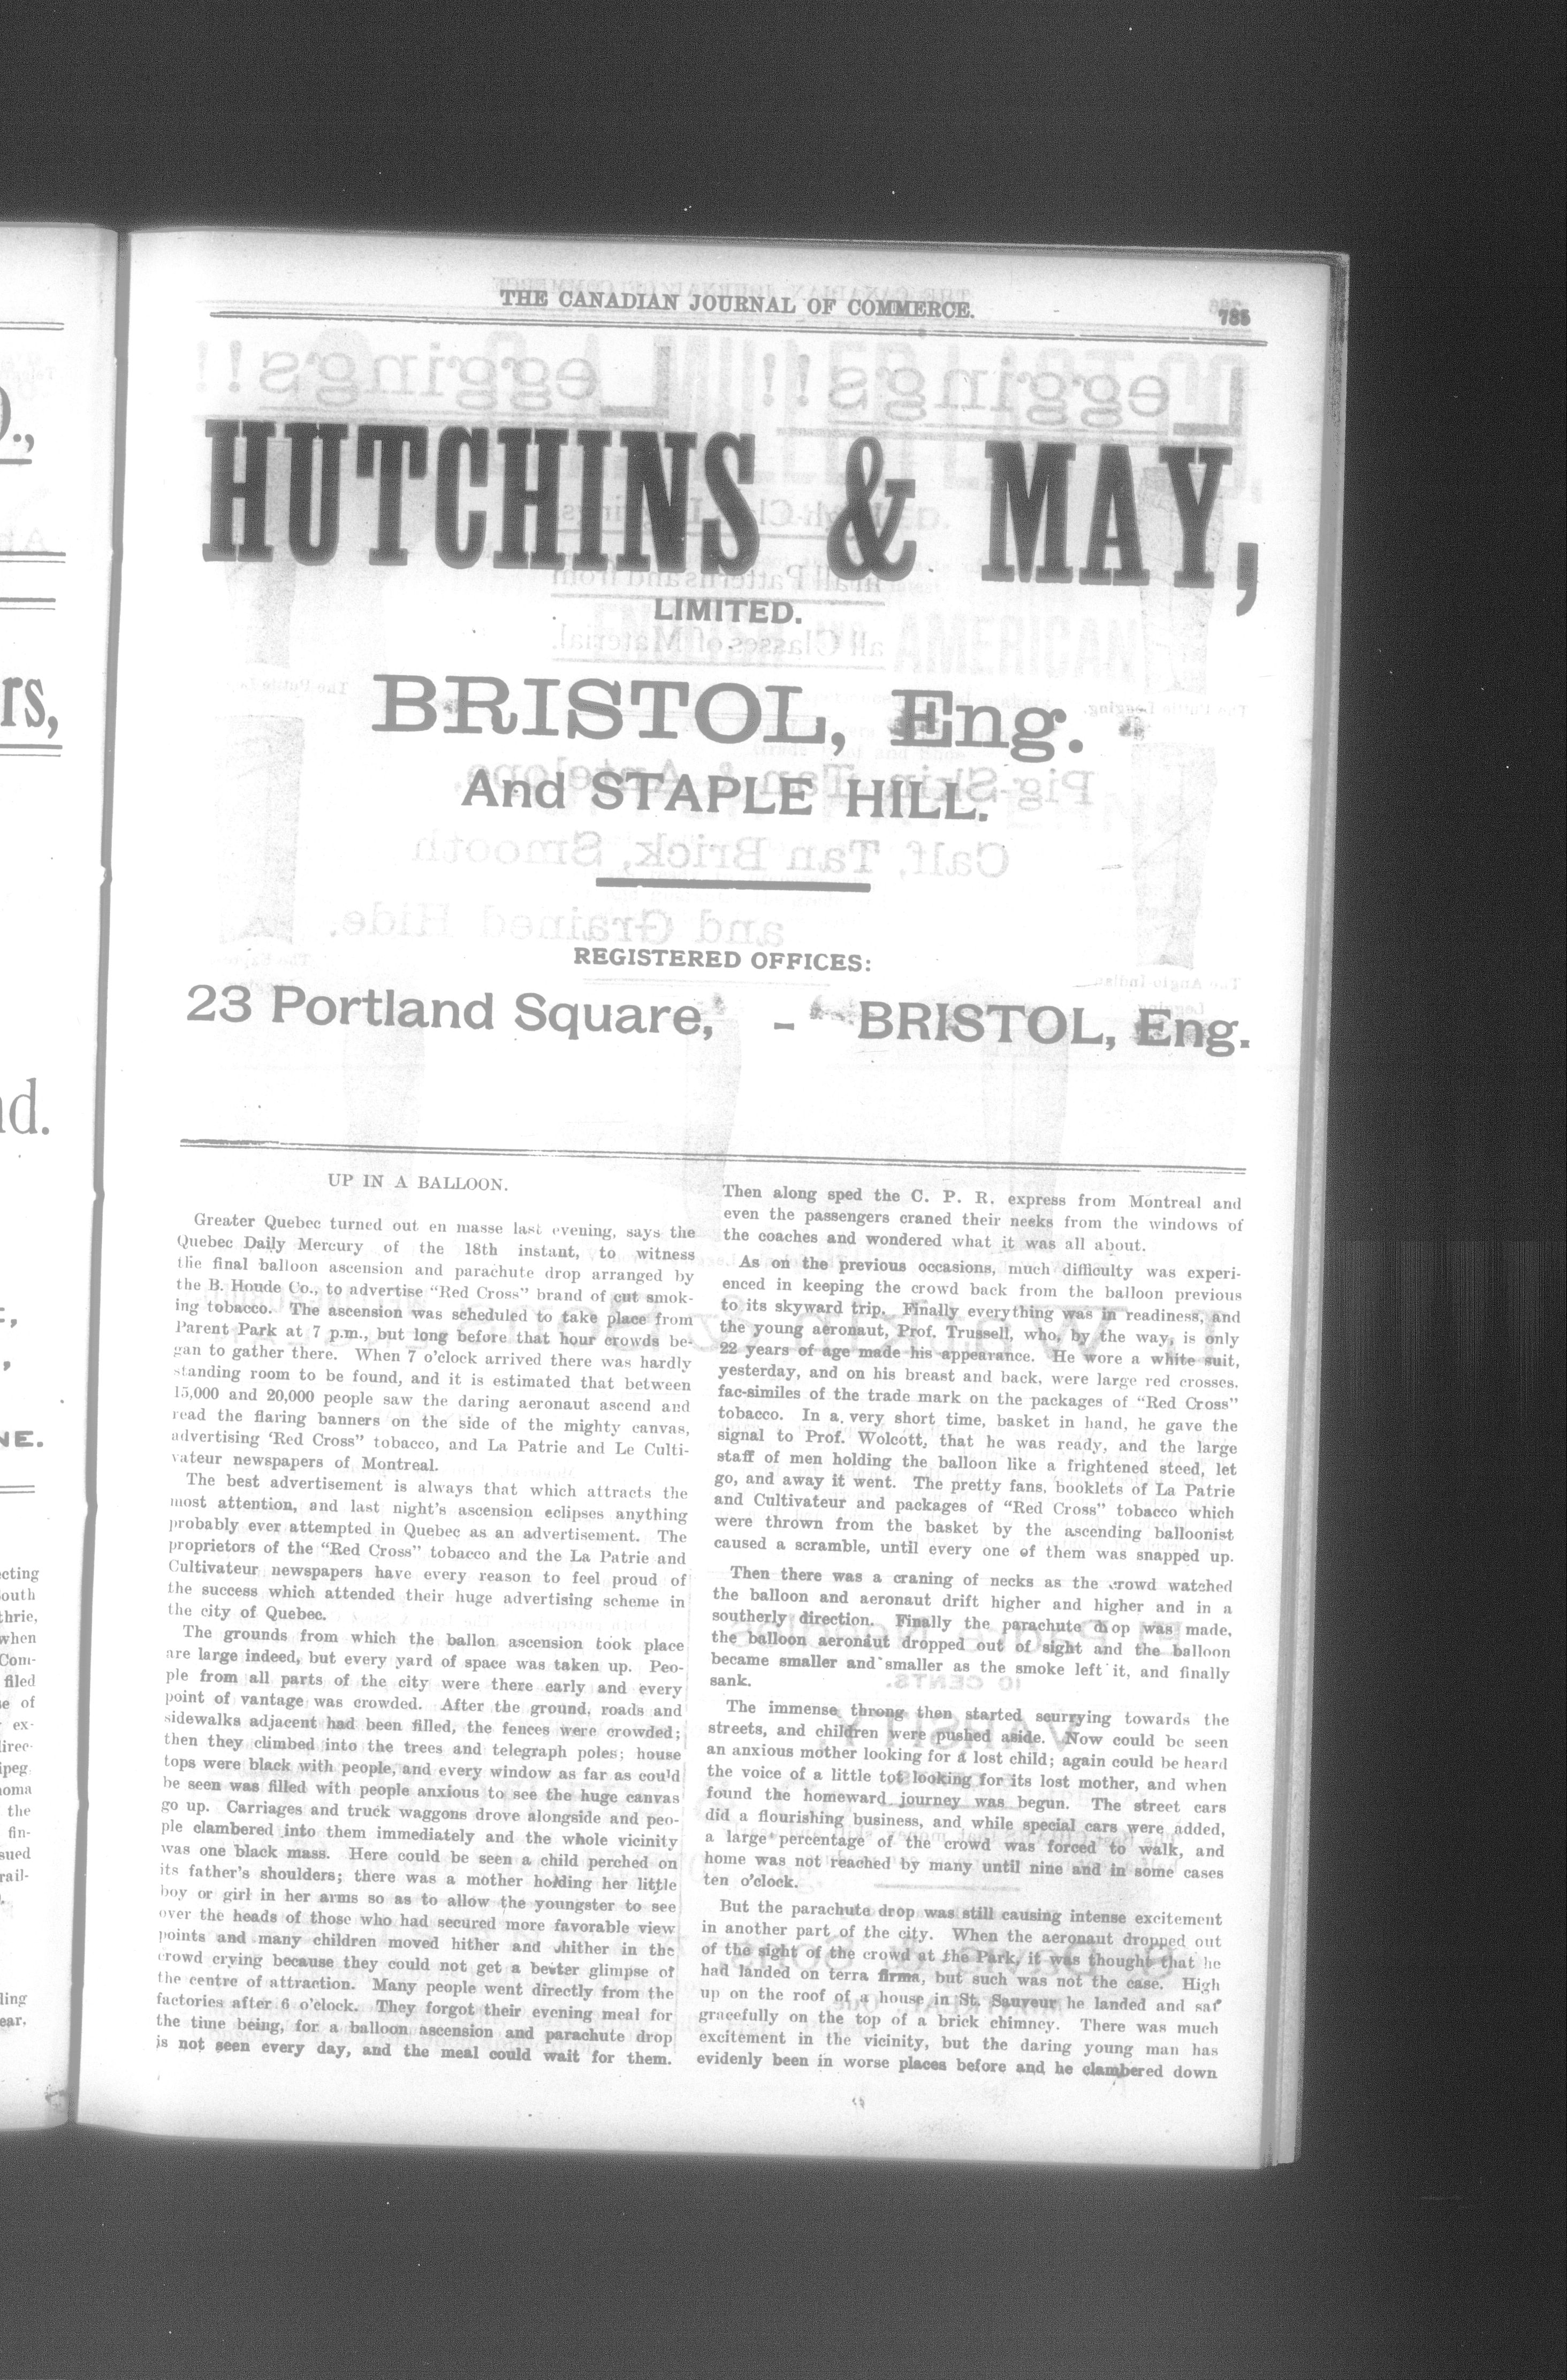 THE CANADIAN JOURNAL OF COMMERCE.
785
HUTCHINS & MAY,
LIMITED.
BRISTOL, Eng.
And STAPLE HILL.
REGISTERED OFFICES:
23 Portland Square, - BRISTOL, Eng.
UP IN A BALLOON.
Greater Quebec turned out en masse last evening, says the
Quebec Daily Mercury of the 18th instant, to witness
the final balloon ascension and parachute drop arranged by
the B. Houde Co., to advertise “Red Cross” brand of cut smok-
ing tobacco. The ascension was scheduled to take place from
Parent Park at 7 p.m., but long before that hour crowds be-
gan to gather there. When 7 o'clock arrived there was hardly
standing room to be found, and it is estimated that between
15,000 and 20,000 people saw the daring aeronaut ascend and
read the flaring banners on the side of the mighty canvas,
advertising ‘Red Cross” tobacco, and La Patrie and Le Culti-
vateur newspapers of Montreal.
The best advertisement is always that which attracts the
most attention, and last night's ascension eclipses anything
probably ever attempted in Quebec as an advertisement. The
proprietors of the “Red Cross” tobacco and the La Patrie and
Cultivateur newspapers have every reason to feel proud of
the success which attended their huge advertising scheme in
the city of Quebec.
The grounds from which the ballon ascension took place
are large indeed, but every yard of space was taken up. Peo-
ple from all parts of the city were there early and every
point of vantage was crowded. After the ground, roads and
sidewalks adjacent had been filled, the fences were crowded;
then they climbed into the trees and telegraph poles; house
tops were black with people, and every window as far as could
be seen was filled with people anxious to see the huge canvas
go up. Carriages and truck waggons drove alongside and peo-
ple clambered into them immediately and the whole vicinity
was one black mass. Here could be seen a child perched on
its father's shoulders; there was a mother holding her little
boy or girl in her arms so as to allow the youngster to see
over the heads of those who had secured more favorable view
points and many children moved hither and whither in the
crowd crying because they could not get a better glimpse of
the centre of attraction. Many people went directly from the
factories after 6 o'clock. They forgot their evening meal for
the time being, for a balloon ascension and parachute drop
is not seen every day, and the meal could wait for them.
Then along sped the C. P. R. express from Montreal and
even the passengers craned their necks from the windows of
the coaches and wondered what it was all about.
As on the previous occasions, much difficulty was experi-
enced in keeping the crowd back from the balloon previous
to its skyward trip. Finally everything was in readiness, and
the young aeronaut, Prof. Trussell, who, by the way, is only
22 years of age made his appearance. He wore a white suit,
yesterday, and on his breast and back, were large red crosses,
fac-similes of the trade mark on the packages of “Red Cross”
tobacco. In a very short time, basket in hand, he gave the
signal to Prof. Wolcott, that he was ready, and the large
staff of men holding the balloon like a frightened steed, let
go, and away it went. The pretty fans, booklets of La Patrie
and Cultivateur and packages of “Red Cross” tobacco which
were thrown from the basket by the ascending balloonist
caused a scramble, until every one of them was snapped up.
Then there was a craning of necks as the crowd watched
the balloon and aeronaut drift higher and higher and in a
southerly direction. Finally the parachute drop was made,
the balloon aeronaut dropped out of sight and the balloon
became smaller and smaller as the smoke left it, and finally
sank.
The immense throng then started scurrying towards the
streets, and children were pushed aside. Now could be seen
an anxious mother looking for a lost child; again could be heard
the voice of a little tot looking for its lost mother, and when
found the homeward journey was begun. The street cars
did a flourishing business, and while special cars were added,
a large percentage of the crowd was forced to walk, and
home was not reached by many until nine and in some cases
ten o'clock.
But the parachute drop was still causing intense excitement
in another part of the city. When the aeronaut dropped out
of the sight of the crowd at the Park, it was thought that he
had landed on terra firma, but such was not the case. High
up on the roof of a house in St. Sauveur he landed and sat
gracefully on the top of a brick chimney. There was much
excitement in the vicinity, but the daring young man has
evidenly been in worse places before and he clambered down